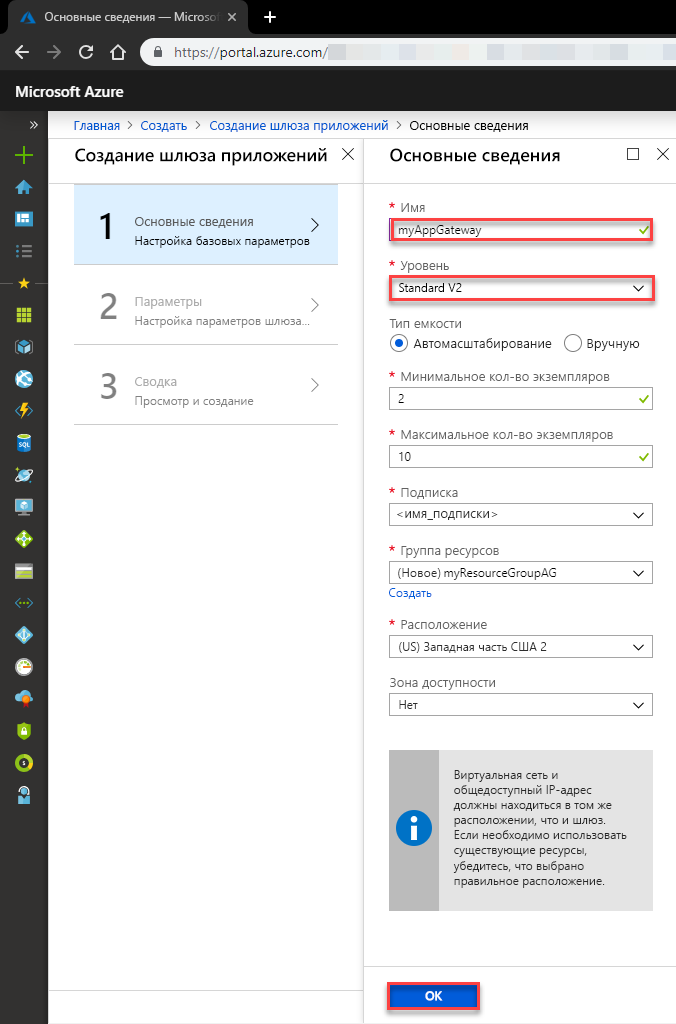 Основные сведения — Microsof
https://portal.azure.com/
Microsoft Azure
Главная > Создать > Создание шлюза приложений > Основные сведения
Создание шлюза приложений
1
Основные сведения
Настройка базовых параметров
2
Параметры
Настройка параметров шлюза...
3
Сводка
Просмотр и создание
Основные сведения
* Имя
myAppGateway
* Уровень
Standard V2
Тип емкости
Автомасштабирование Вручную
* Минимальное кол-во экземпляров
2
* Максимальное кол-во экземпляров
10
* Подписка
<имя_подписки>
* Группа ресурсов
(Новое) myResourceGroupAG
Создать
* Расположение
(US) Западная часть США 2
Зона доступности
Нет
Виртуальная сеть и
общедоступный IP-адрес
должны находиться в том же
расположении, что и шлюз.
Если необходимо использовать
существующие ресурсы,
убедитесь, что выбрано
правильное расположение.
OK
SQL